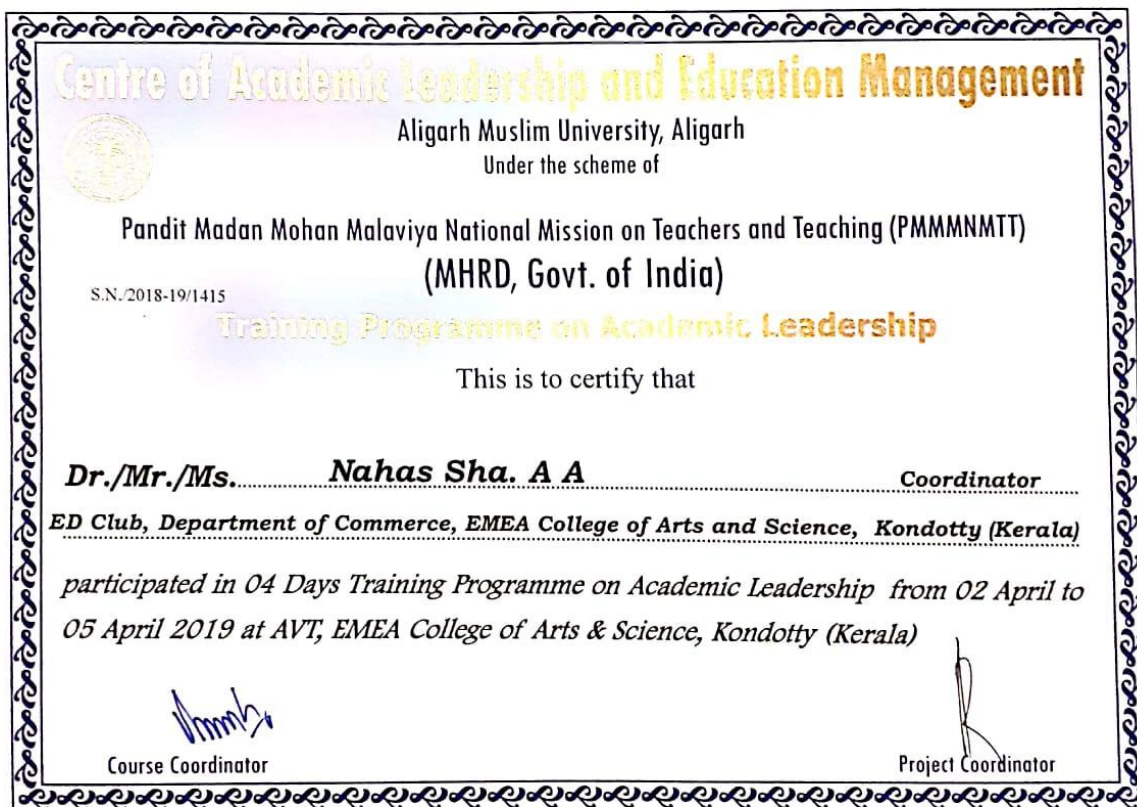 Centre of Academic Leadership and Education Management
Aligarh Muslim University, Aligarh
Under the scheme of
Pandit Madan Mohan Malaviya National Mission on Teachers and Teaching (PMMMNMTT)
(MHRD, Govt. of India)
S.N./2018-19/1415
Training Programme on Academic Leadership
This is to certify that
Dr./Mr./Ms. Nahas Sha. A A Coordinator
ED Club, Department of Commerce, EMEA College of Arts and Science, Kondotty (Kerala)
participated in 04 Days Training Programme on Academic Leadership from 02 April to
05 April 2019 at AVT, EMEA College of Arts & Science, Kondotty (Kerala)
Course Coordinator
Project Coordinator